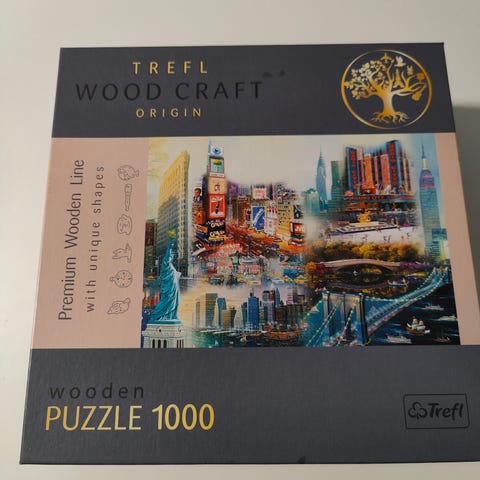 TREFL
WOOD CRAFT
ORIGIN
Premium Wooden Line
with unique shapes
wooden
PUZZLE 1000
Trefl